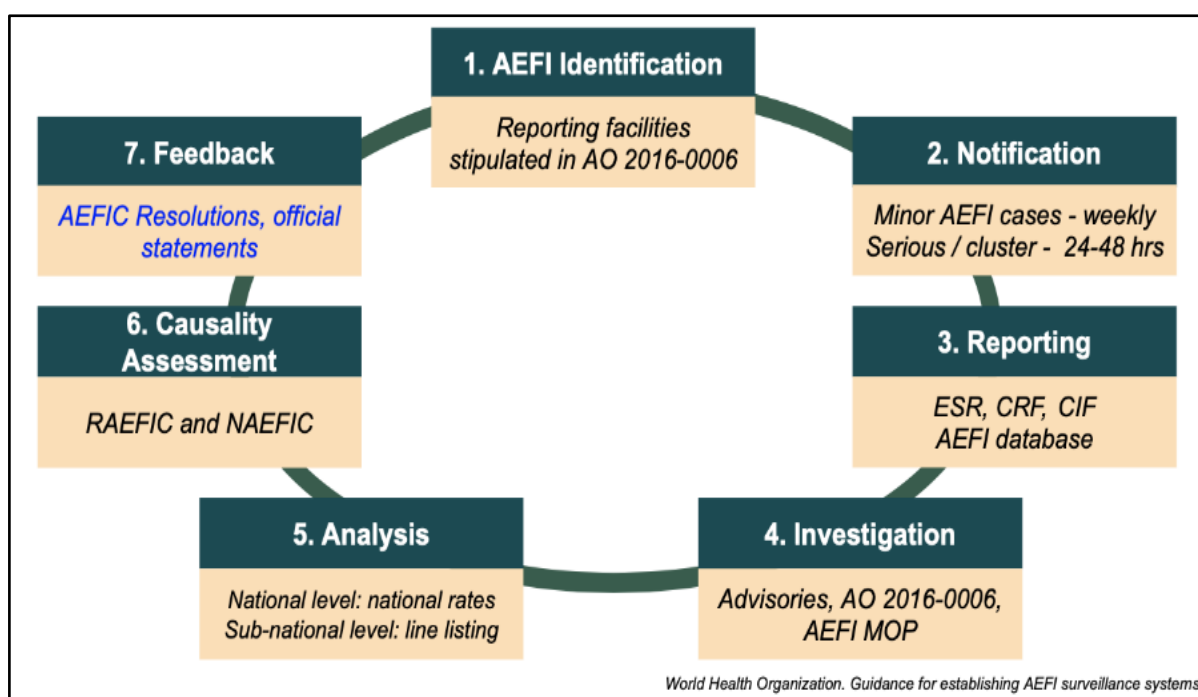 1. AEFI Identification
Reporting facilities
stipulated in AO 2016-0006
2. Notification
Minor AEFI cases - weekly
Serious / cluster - 24-48 hrs
3. Reporting
ESR, CRF, CIF
AEFI database
4. Investigation
Advisories, AO 2016-0006,
AEFI MOP
5. Analysis
National level: national rates
Sub-national level: line listing
6. Causality
Assessment
RAEFIC and NAEFIC
7. Feedback
AEFIC Resolutions, official
statements
World Health Organization. Guidance for establishing AEFI surveillance systems